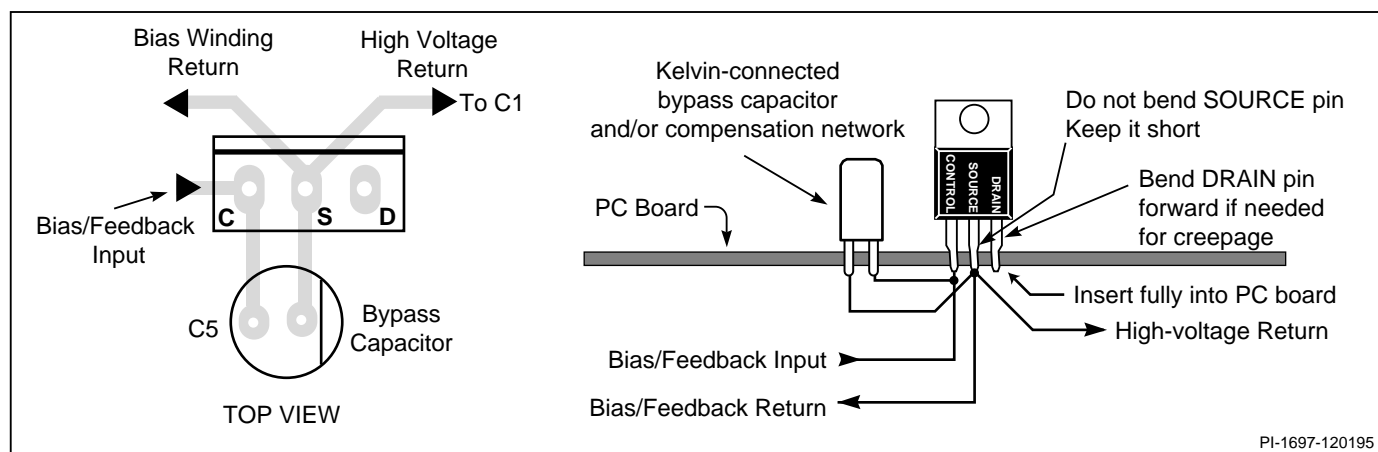 Bias Winding
Return
High Voltage
Return
To C1
C
S
D
Bias/Feedback
Input
C5
Bypass
Capacitor
TOP VIEW
Kelvin-connected
bypass capacitor
and/or compensation network
Do not bend SOURCE pin
Keep it short
CONTROL
SOURCE
DRAIN
PC Board
Bend DRAIN pin
forward if needed
for creepage
Insert fully into PC board
High-voltage Return
Bias/Feedback Input
Bias/Feedback Return
PI-1697-120195